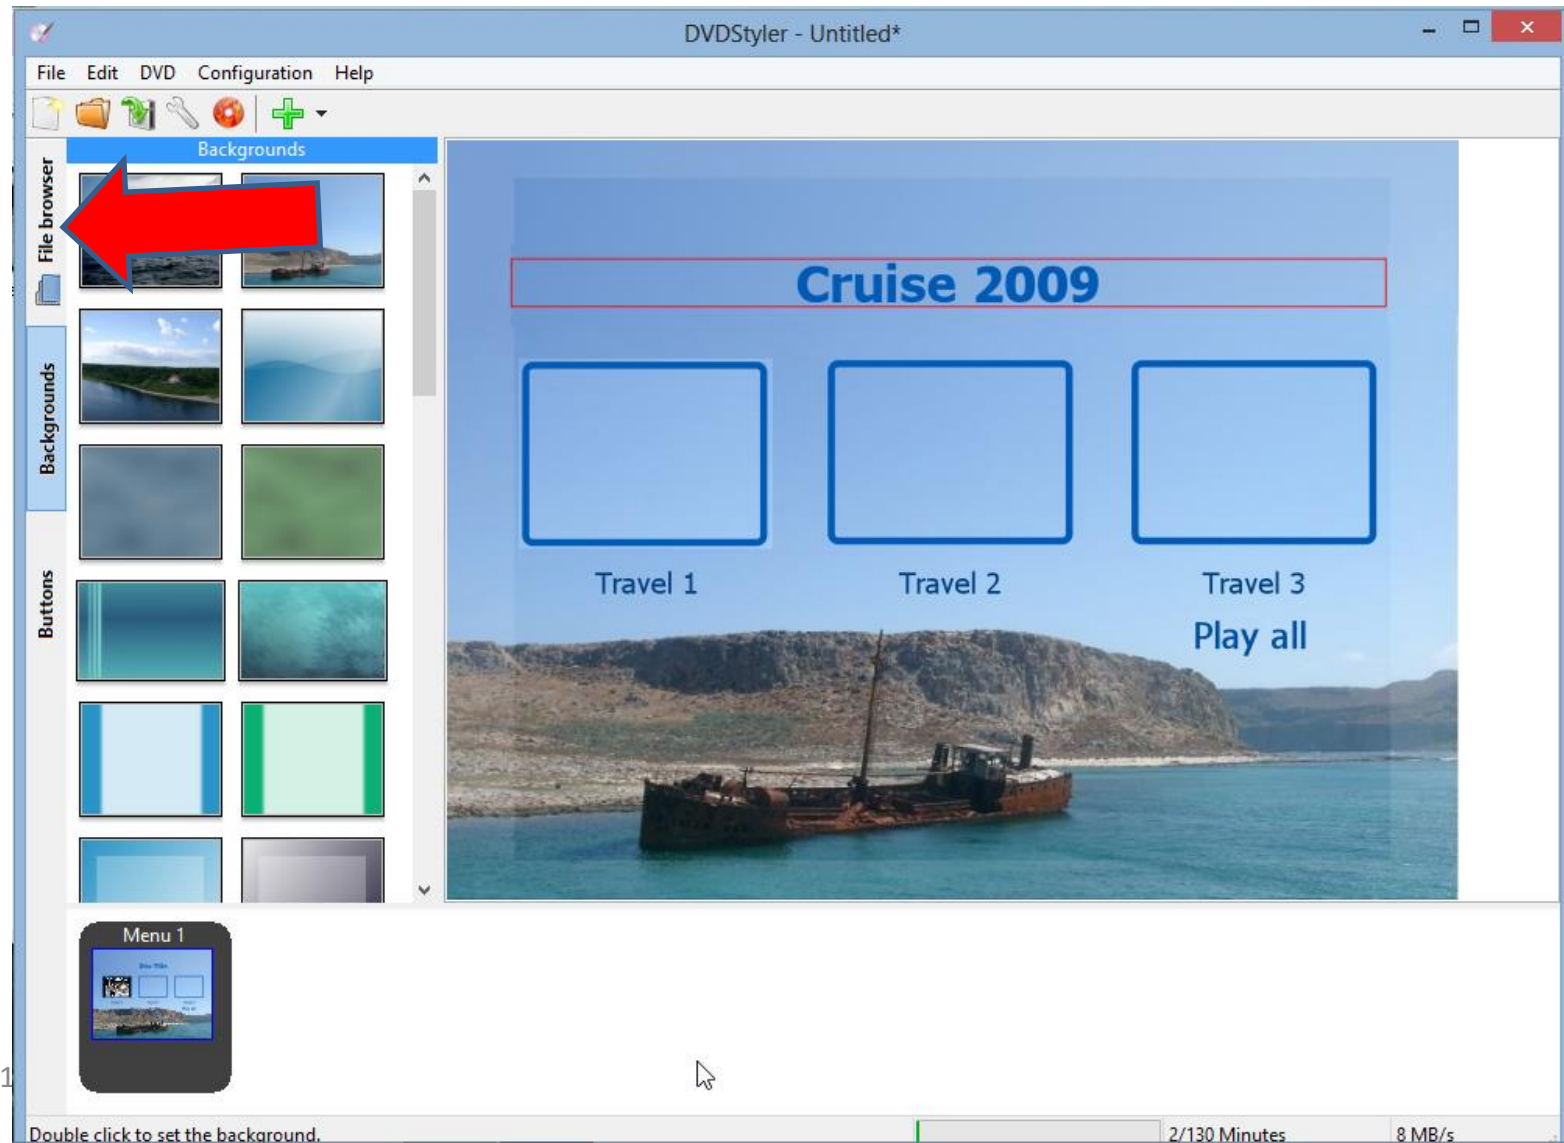 DVDStyler - Untitled*
File Edit DVD Configuration Help
Backgrounds
File browser
Backgrounds
Buttons
Cruise 2009
Travel 1 Travel 2 Travel 3
Play all
Menu 1
1
Double click to set the background. 2/130 Minutes 8 MB/s